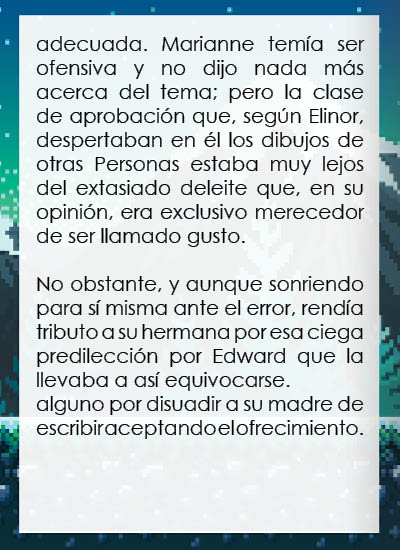 adecuada. Marianne temía ser
ofensiva y no dijo nada más
acerca del tema; pero la clase
de aprobación que, según Elinor,
despertaban en él los dibujos de
otras Personas estaba muy lejos
del extasiado deleite que, en su
opinión, era exclusivo merecedor
de ser llamado gusto.
No obstante, y aunque sonriendo
para sí misma ante el error, rendía
tributo a su hermana por esa ciega
predilección por Edward que la
llevaba a así equivocarse.
alguno por disuadir a su madre de
escribir aceptando el ofrecimiento.